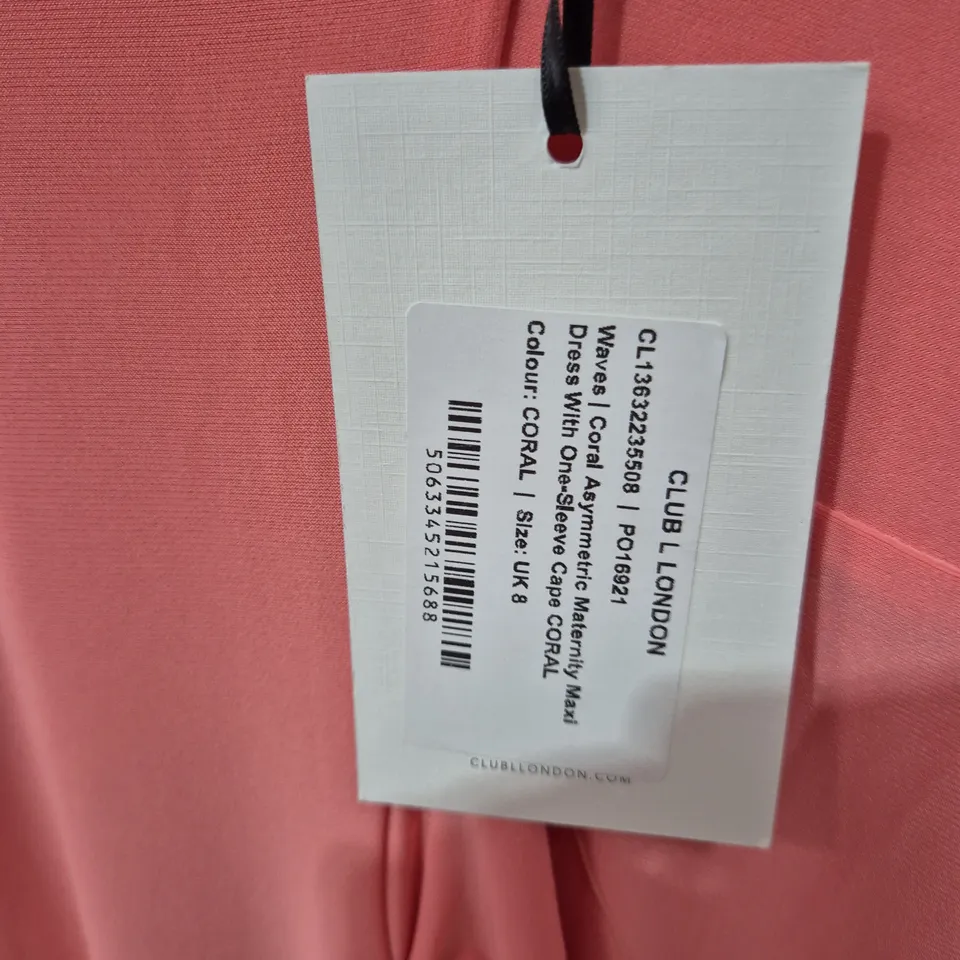 CLUB L LONDON
CL13632235508 | PO16921
Waves | Coral Asymmetric Maternity Maxi
Dress With One-Sleeve Cape CORAL
Colour: CORAL | Size: UK 8
5063345215688
CLUBLLONDON.COM